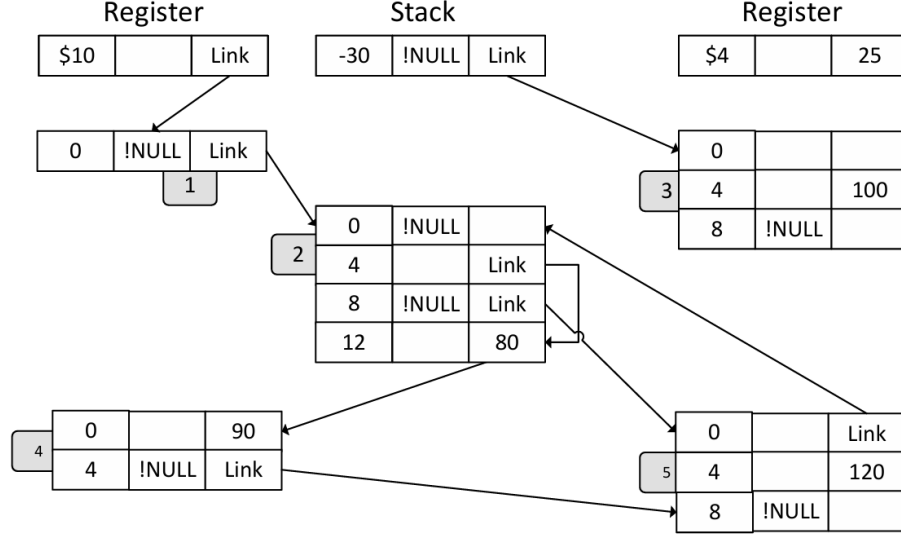 Register Stack Register
$10 Link -30 !NULL Link $4 25
0 !NULL Link
1
0
3 4 100
8 !NULL
0 !NULL
2 4 Link
8 !NULL Link
12 80
4 0 90
4 !NULL Link
0 Link
5 4 120
8 !NULL